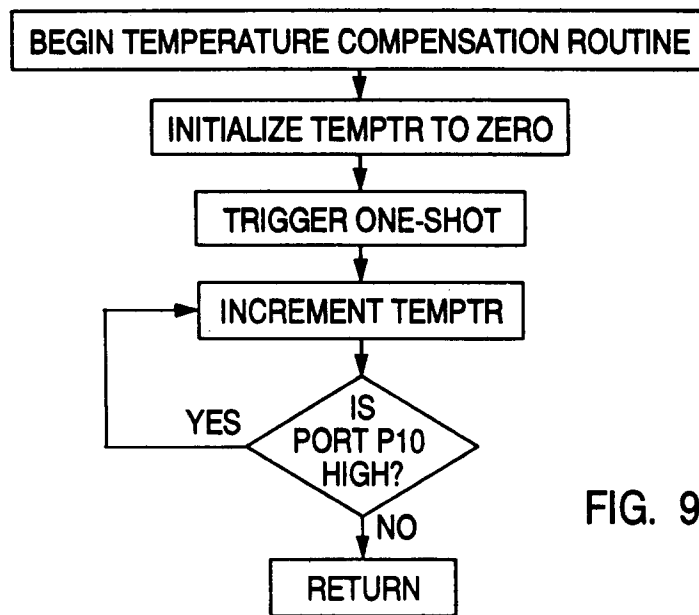 BEGIN TEMPERATURE COMPENSATION ROUTINE
INITIALIZE TEMPTR TO ZERO
TRIGGER ONE-SHOT
INCREMENT TEMPTR
IS
PORT P10
HIGH?
YES
NO
RETURN
FIG. 9